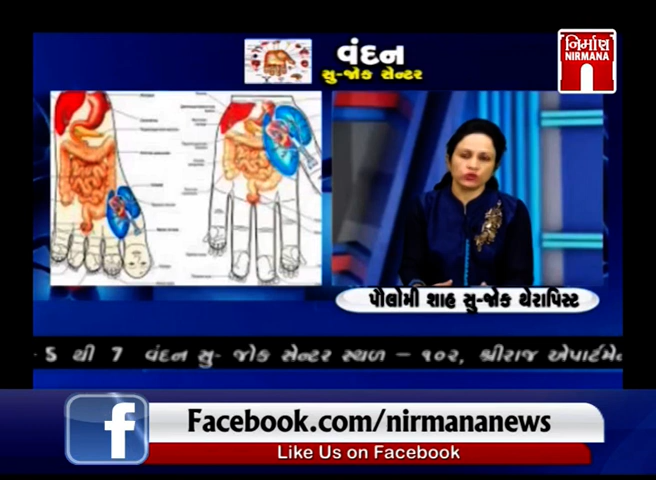 વંદન
સુ-જોક સેન્ટર
નિર્માણ
NIRMANA
પૌલોમી શાહ સુ-જોક થેરાપિસ્ટ
- 5 થી 7 વંદન સુ- જોક સેન્ટર સ્થળ - ૧૦૨, શ્રીરાજ એપાર્ટમેન
Facebook.com/nirmananews
Like Us on Facebook